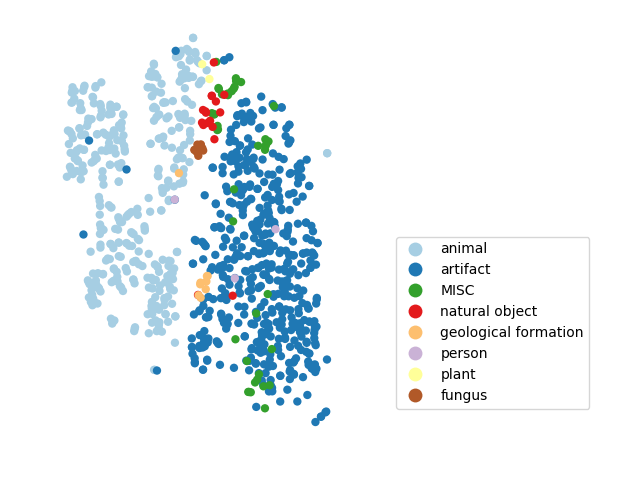 animal
artifact
MISC
natural object
geological formation
person
plant
fungus